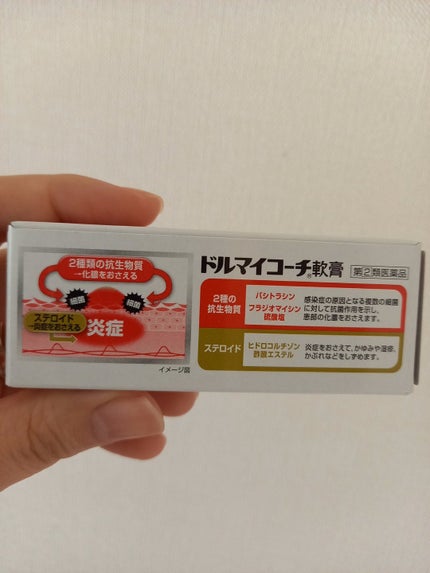 2種類の抗生物質
→化膿をおさえる
細菌
細菌
ステロイド
→炎症をおさえる
炎症
イメージ図
ドルマイコーチ®軟膏 第②類医薬品
2種の
抗生物質
バシトラシン
フラジオマイシン
硫酸塩
感染症の原因となる複数の細菌
に対して抗菌作用を示し、
患部の化膿をおさえます。
ステロイド
ヒドロコルチゾン
酢酸エステル
炎症をおさえて、かゆみや湿疹、
かぶれなどをしずめます。